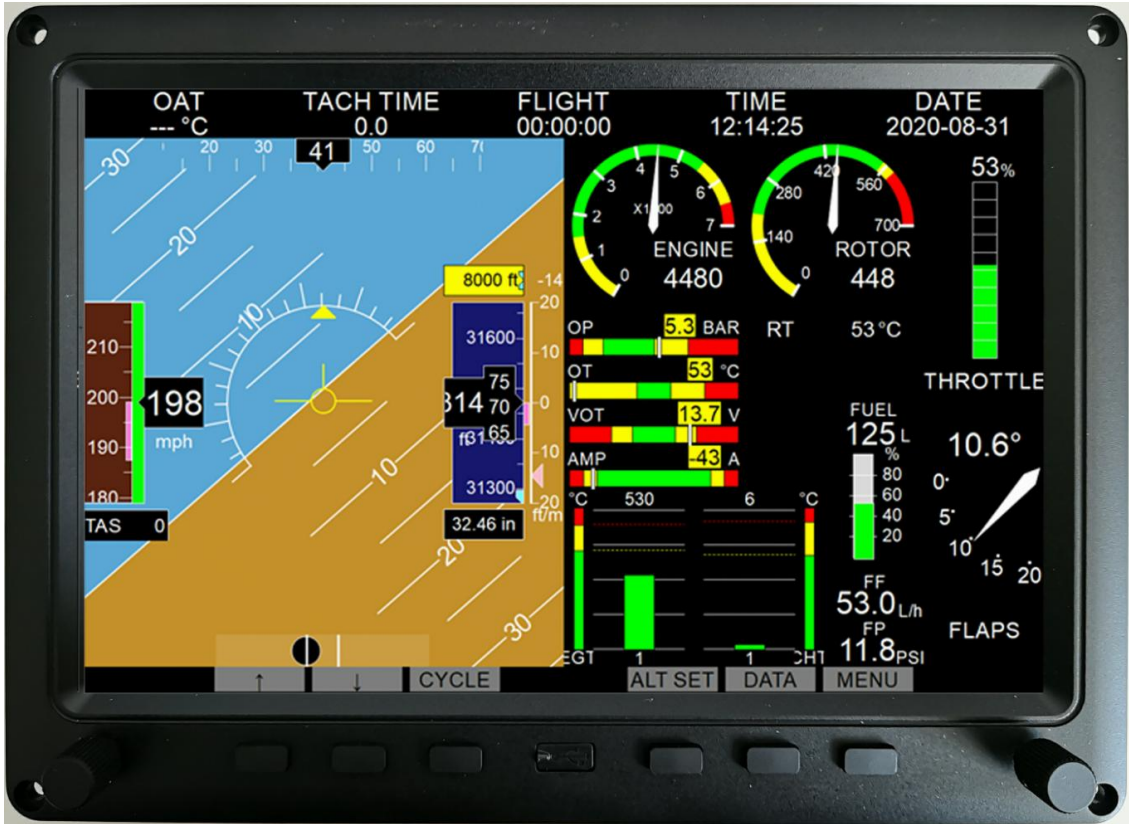 OAT TACH TIME FLIGHT TIME DATE
--- °C 0.0 00:00:00 12:14:25 2020-08-31
20 30 41 50 60
30
20
10
10
20
30
8000 ft -14
210
200
190
180
198
mph
TAS 0
31600
314
75
70
65
31300
32.46 in
20
10
0
10
20
ft/m
0 1 2 3 4 5 6 7
X1000
ENGINE
4480
0 140 280 420 560 700
ROTOR
448
53%
THROTTLE
OP 5.3 BAR RT 53 °C
OT 53 °C
VOT 13.7 V
AMP -43 A
°C 530 6 °C
EGT 1 1 CHT
FUEL
125 L
%
80
60
40
20
FF
53.0 L/h
FP
11.8 PSI
10.6°
0
5
10
15
20
FLAPS
↑ ↓ CYCLE ALT SET DATA MENU